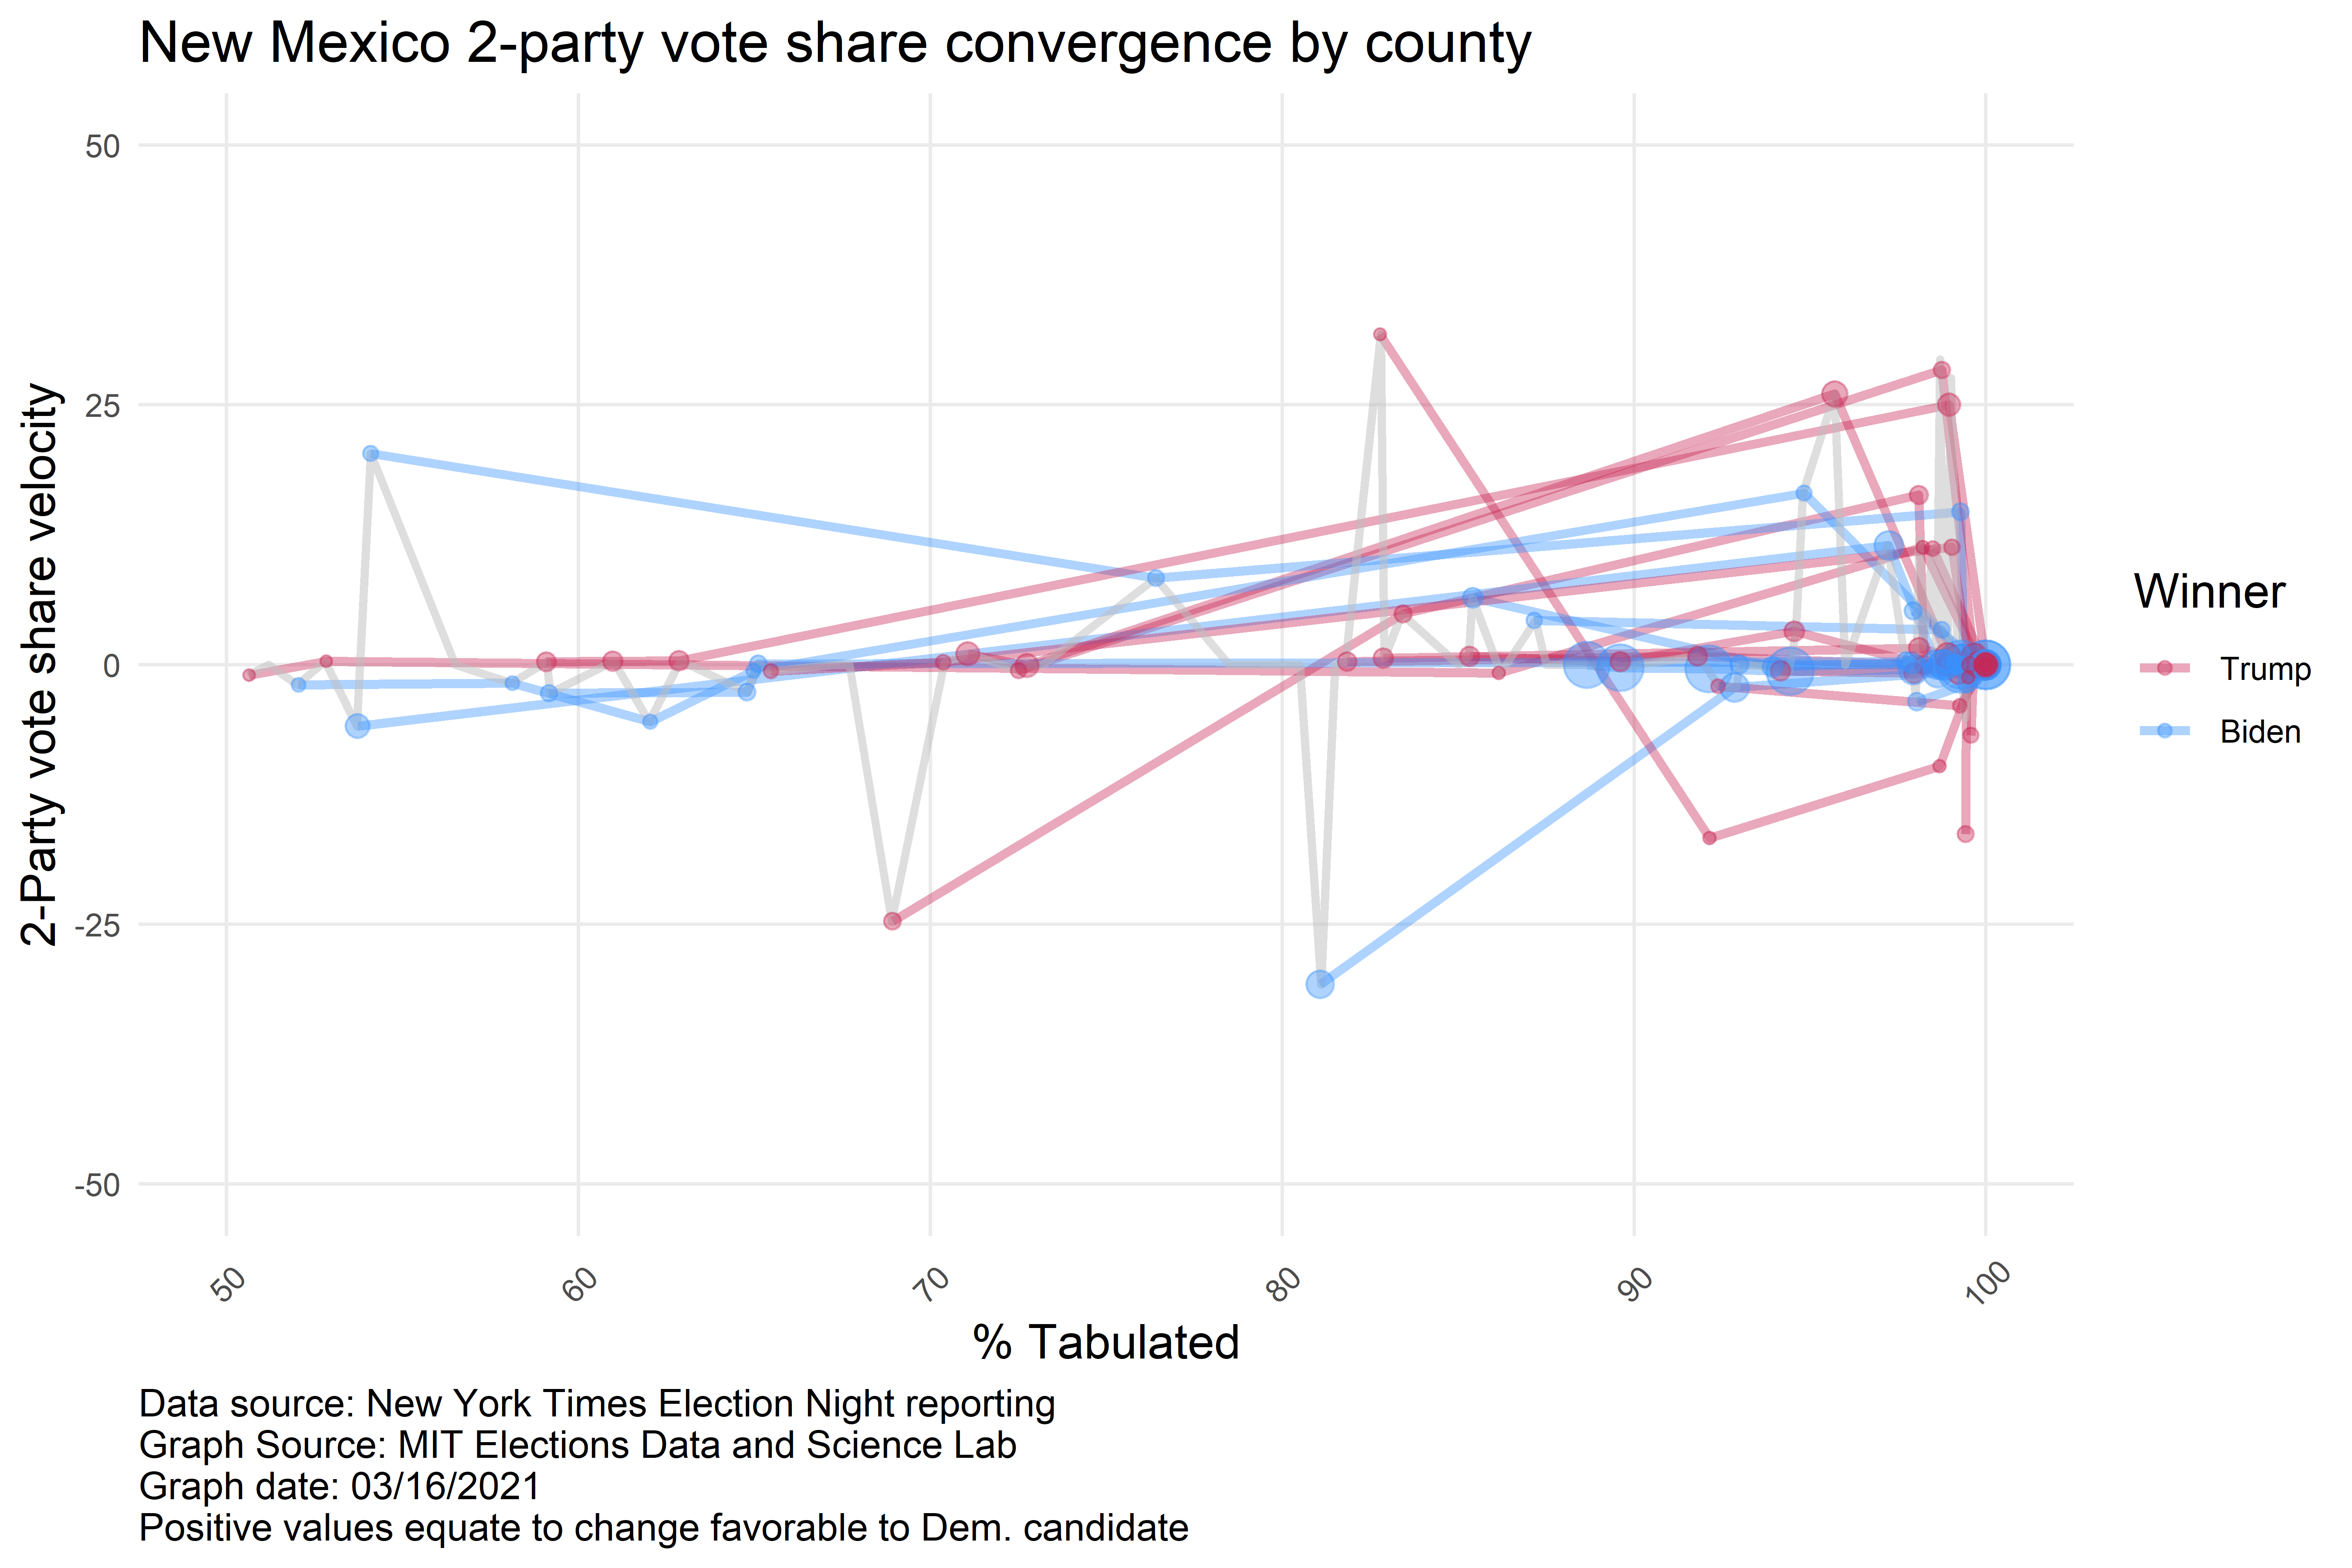 New Mexico 2-party vote share convergence by county
2-Party vote share velocity
50
25
0
-25
-50
50
60
70
80
90
100
% Tabulated
Winner
Trump
Biden
Data source: New York Times Election Night reporting
Graph Source: MIT Elections Data and Science Lab
Graph date: 03/16/2021
Positive values equate to change favorable to Dem. candidate